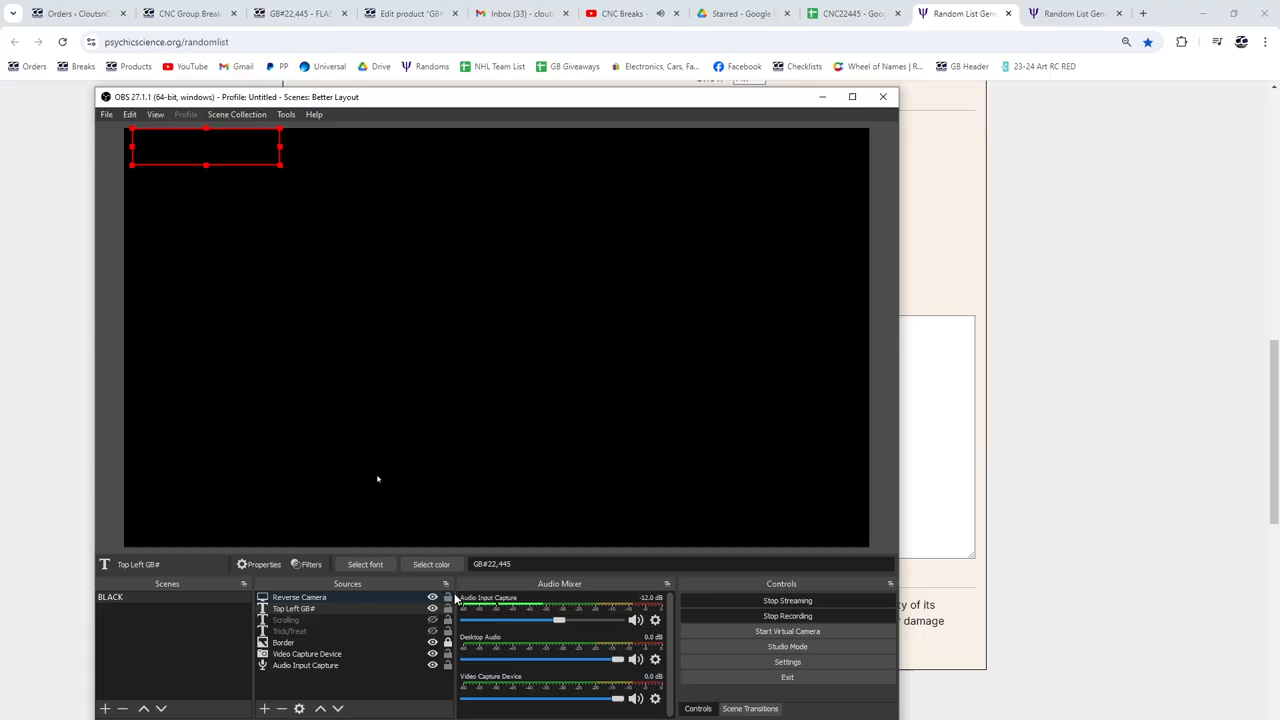 Orders · CloutsnC
CNC Group Break
GB#22,445 - FLAS
Edit product "GB
Inbox (33) - clout
CNC Breaks -
Starred - Google
CNC22445 - Goog
Random List Gene
Random List Gen
psychicscience.org/randomlist
Orders
Breaks
Products
YouTube
Gmail
PP
Universal
Drive
Randoms
NHL Team List
GB Giveaways
Electronics, Cars, Fa...
Facebook
Checklists
Wheel of Names | R...
GB Header
23-24 Art RC RED
OBS 27.1.1 (64-bit, windows) - Profile: Untitled - Scenes: Better Layout
File Edit View Profile Scene Collection Tools Help
T Top Left GB# Properties Filters Select font Select color GB#22,445
Scenes
BLACK
Sources
Reverse Camera
Top Left GB#
Scrolling
Trick/Treat
Border
Video Capture Device
Audio Input Capture
Audio Mixer
Audio Input Capture -12.0 dB
Desktop Audio 0.0 dB
Video Capture Device 0.0 dB
Controls
Stop Streaming
Stop Recording
Start Virtual Camera
Studio Mode
Settings
Exit
Controls Scene Transitions
ty of its
r damage